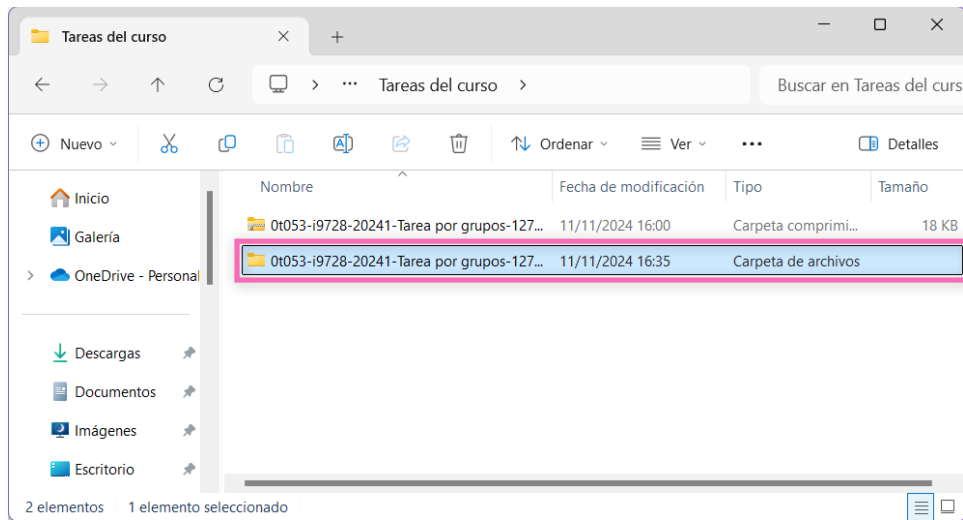 Tareas del curso
Tareas del curso
Buscar en Tareas del curs
Nuevo
Ordenar
Ver
Detalles
Inicio
Galería
OneDrive - Personal
Descargas
Documentos
Imágenes
Escritorio
Nombre Fecha de modificación Tipo Tamaño
0t053-i9728-20241-Tarea por grupos-127... 11/11/2024 16:00 Carpeta comprimi... 18 KB
0t053-i9728-20241-Tarea por grupos-127... 11/11/2024 16:35 Carpeta de archivos
2 elementos 1 elemento seleccionado